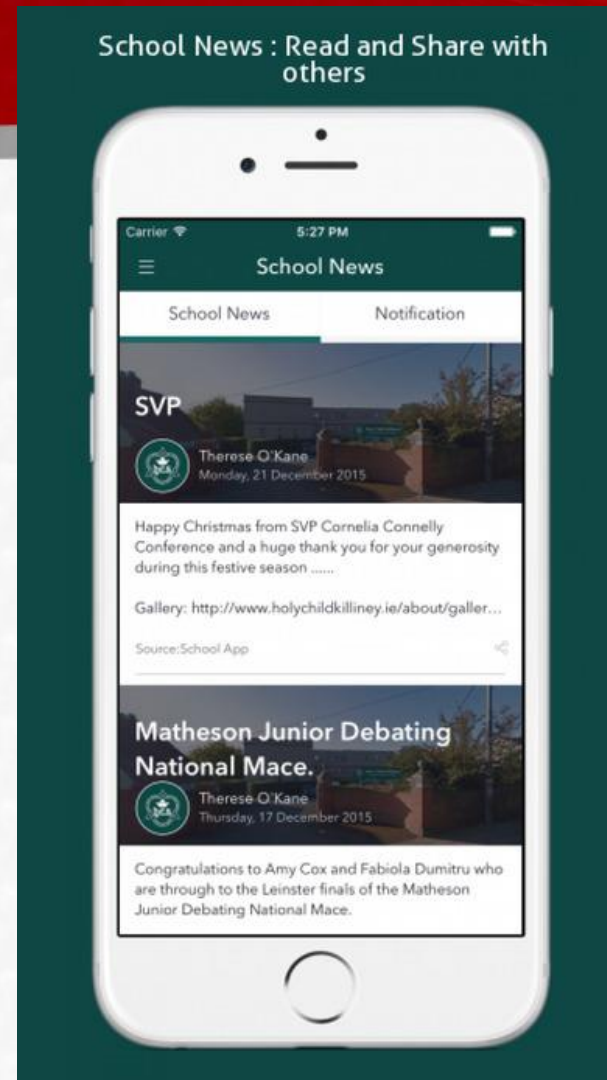 School News : Read and Share with
others
Carrier 5:27 PM
School News
School News Notification
SVP
Therese O'Kane
Monday, 21 December 2015
Happy Christmas from SVP Cornelia Connelly
Conference and a huge thank you for your generosity
during this festive season ......
Gallery: http://www.holychildkilliney.ie/about/galler...
Source:School App
Matheson Junior Debating
National Mace.
Therese O'Kane
Thursday, 17 December 2015
Congratulations to Amy Cox and Fabiola Dumitru who
are through to the Leinster finals of the Matheson
Junior Debating National Mace.